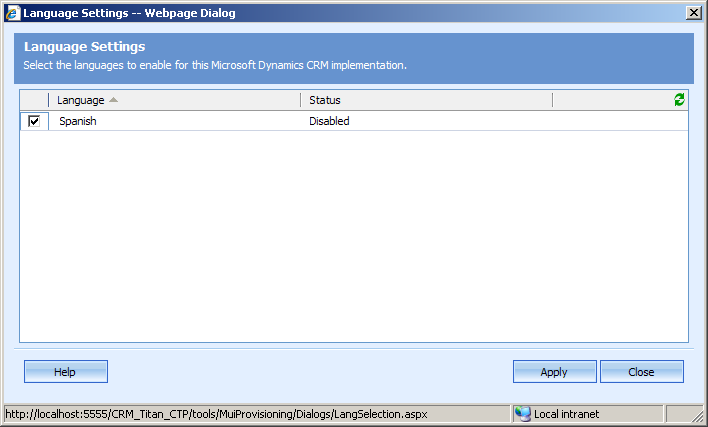 Language Settings -- Webpage Dialog
Language Settings
Select the languages to enable for this Microsoft Dynamics CRM implementation.
Language Status
Spanish Disabled
Help Apply Close
http://localhost:5555/CRM_Titan_CTP/tools/MuiProvisioning/Dialogs/LangSelection.aspx Local intranet